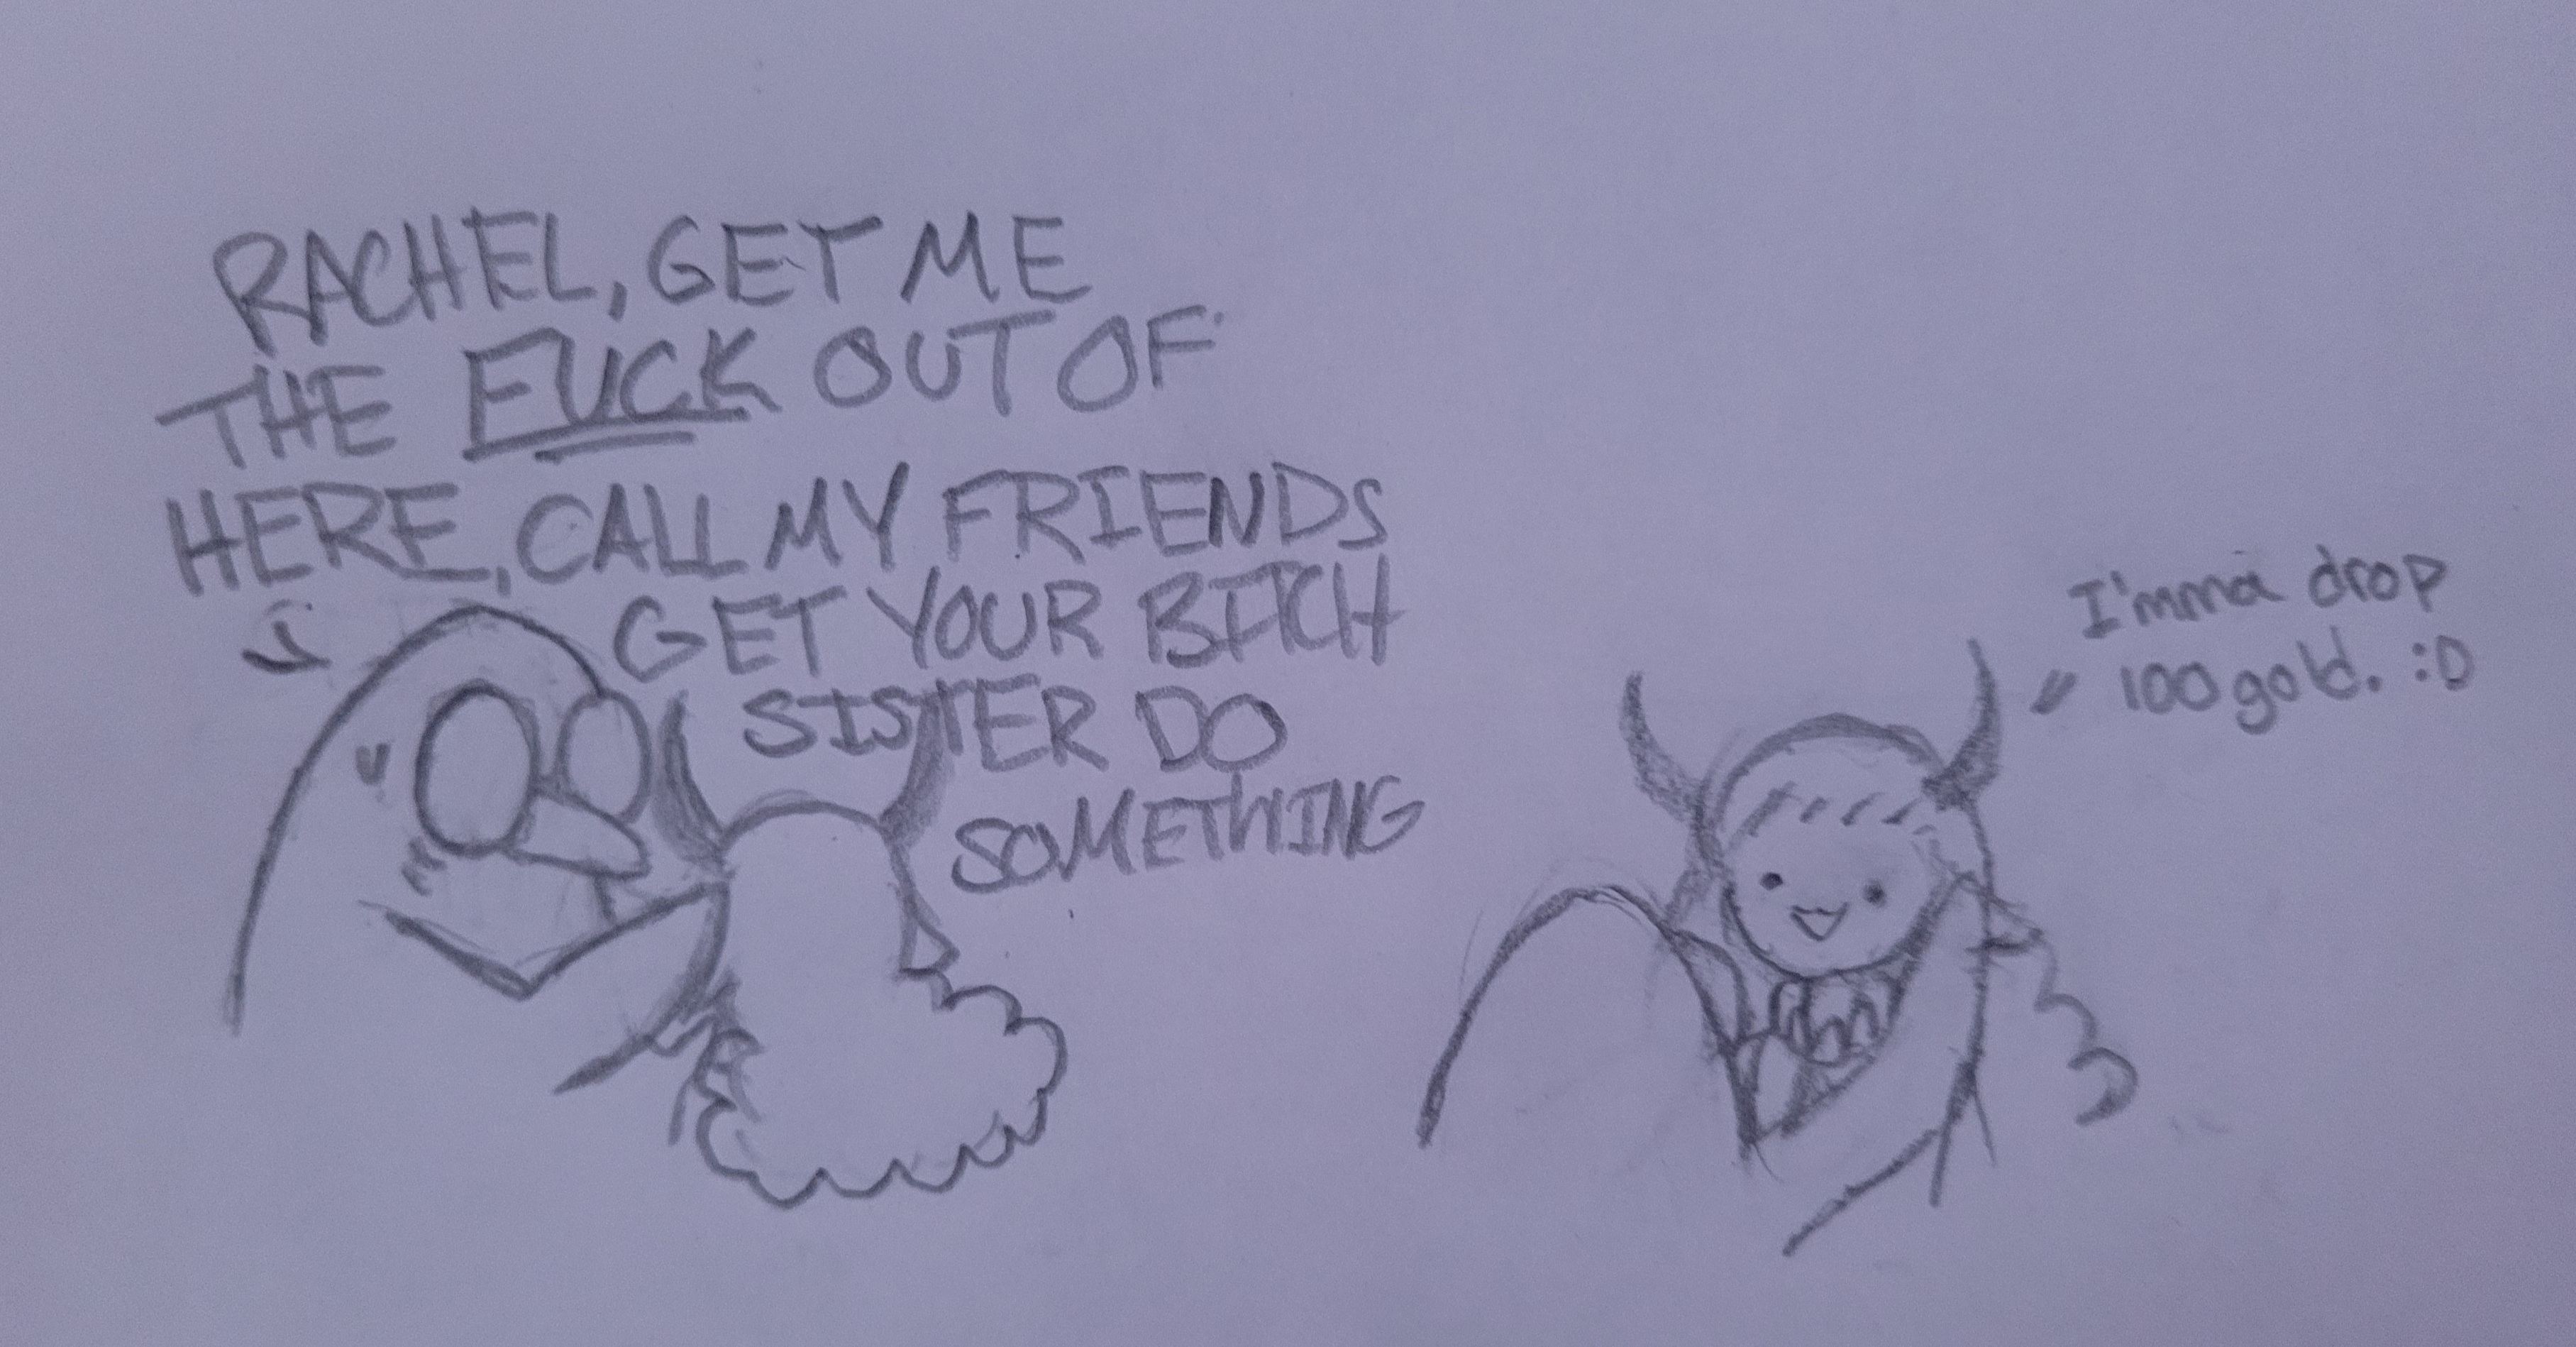 RACHEL, GET ME
THE FUCK OUT OF
HERE, CALL MY FRIENDS
GET YOUR BITCH
SISTER DO
SOMETHING
I'mma drop
100 gold. :D